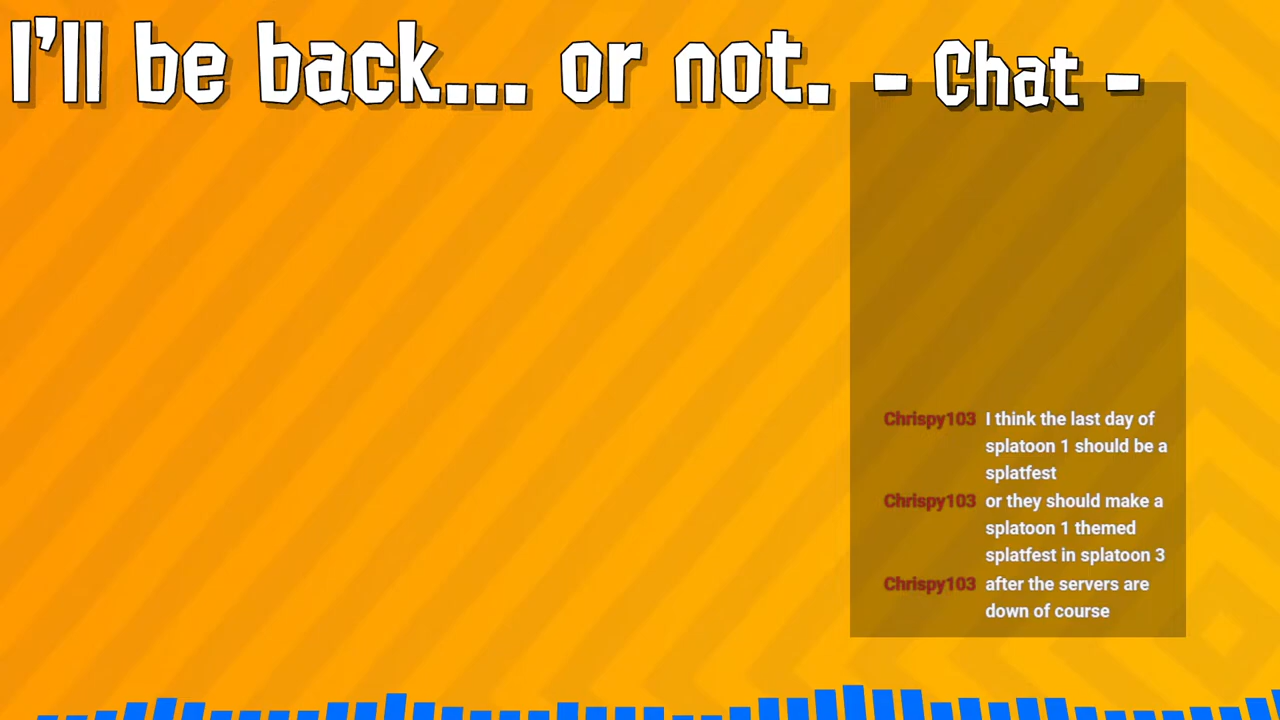 I'll be back... or not.
- Chat -
Chrispy103 I think the last day of
splatoon 1 should be a
splatfest
Chrispy103 or they should make a
splatoon 1 themed
splatfest in splatoon 3
Chrispy103 after the servers are
down of course